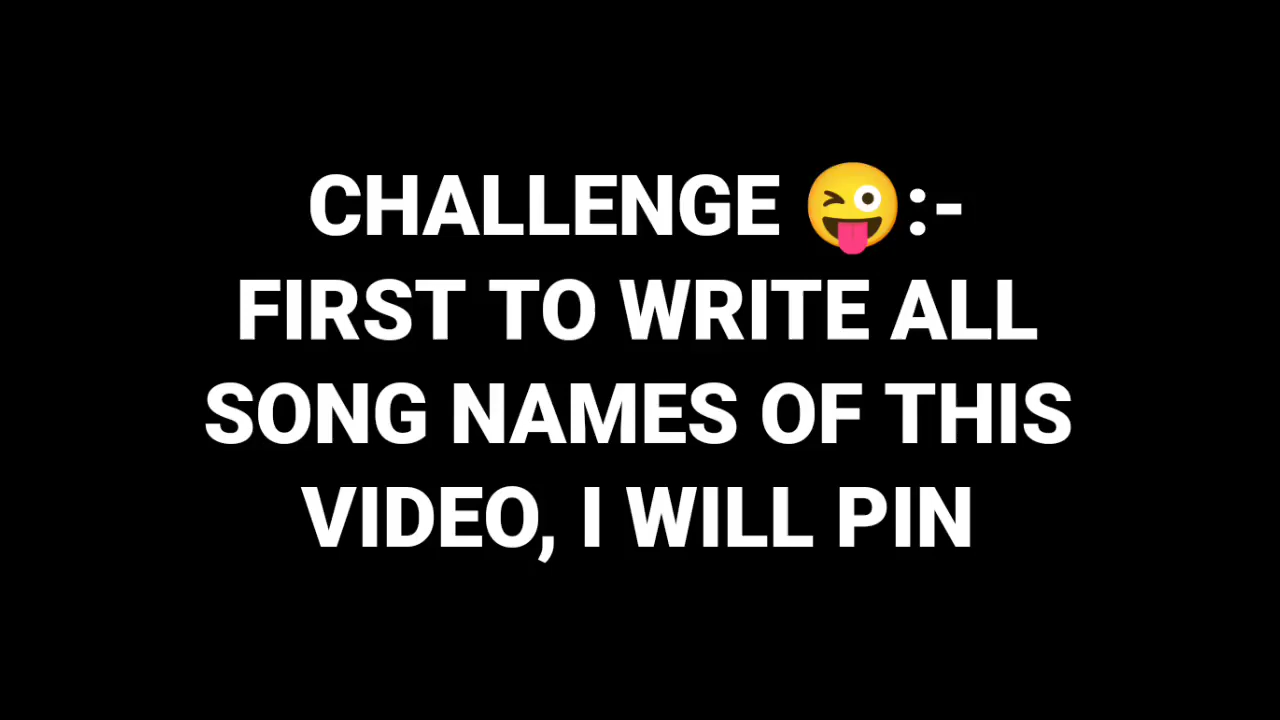 CHALLENGE 😜:-
FIRST TO WRITE ALL
SONG NAMES OF THIS
VIDEO, I WILL PIN